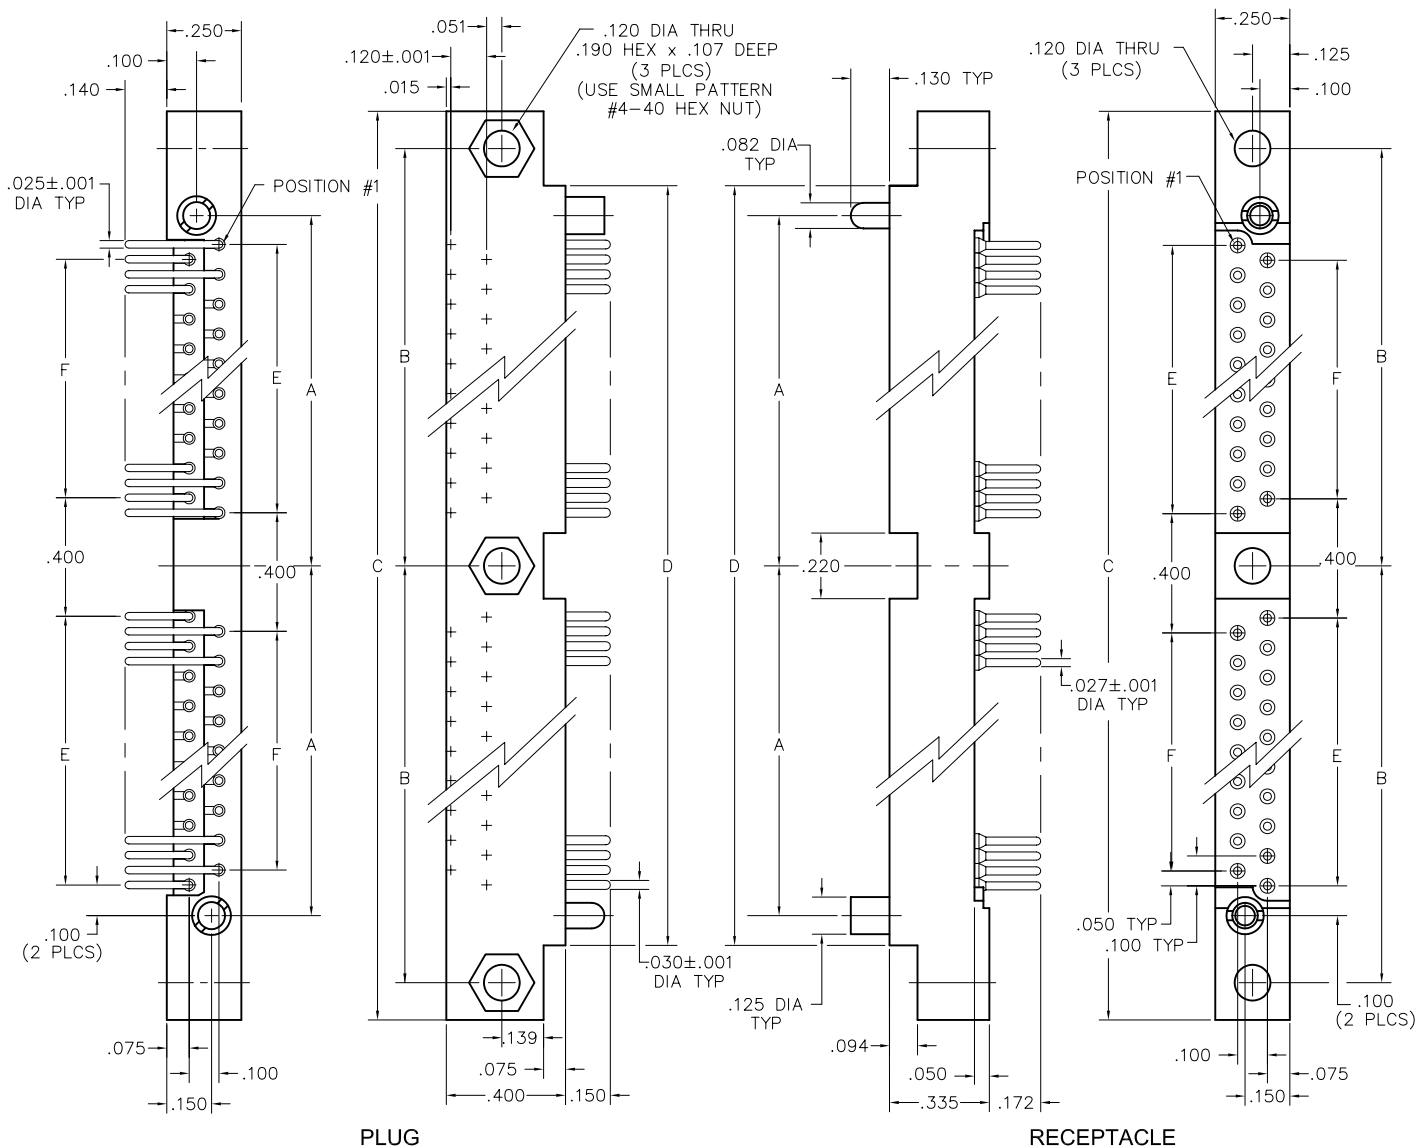 .250
.100
.140
.025±.001
DIA TYP
POSITION #1
F
E
A
.400
.400
E
F
A
.100
(2 PLCS)
.075
.100
.150
.051
.120±.001
.015
.120 DIA THRU
.190 HEX x .107 DEEP
(3 PLCS)
(USE SMALL PATTERN
#4-40 HEX NUT)
B
C
D
B
.030±.001
DIA TYP
.139
.075
.400
.150
PLUG
.130 TYP
.082 DIA
TYP
A
D
.220
A
.027±.001
DIA TYP
.125 DIA
TYP
.094
.050
.335
.172
.250
.120 DIA THRU
(3 PLCS)
.125
.100
POSITION #1
E
F
B
C
.400
.400
F
E
B
.050 TYP
.100 TYP
.100
(2 PLCS)
.100
.075
.150
RECEPTACLE